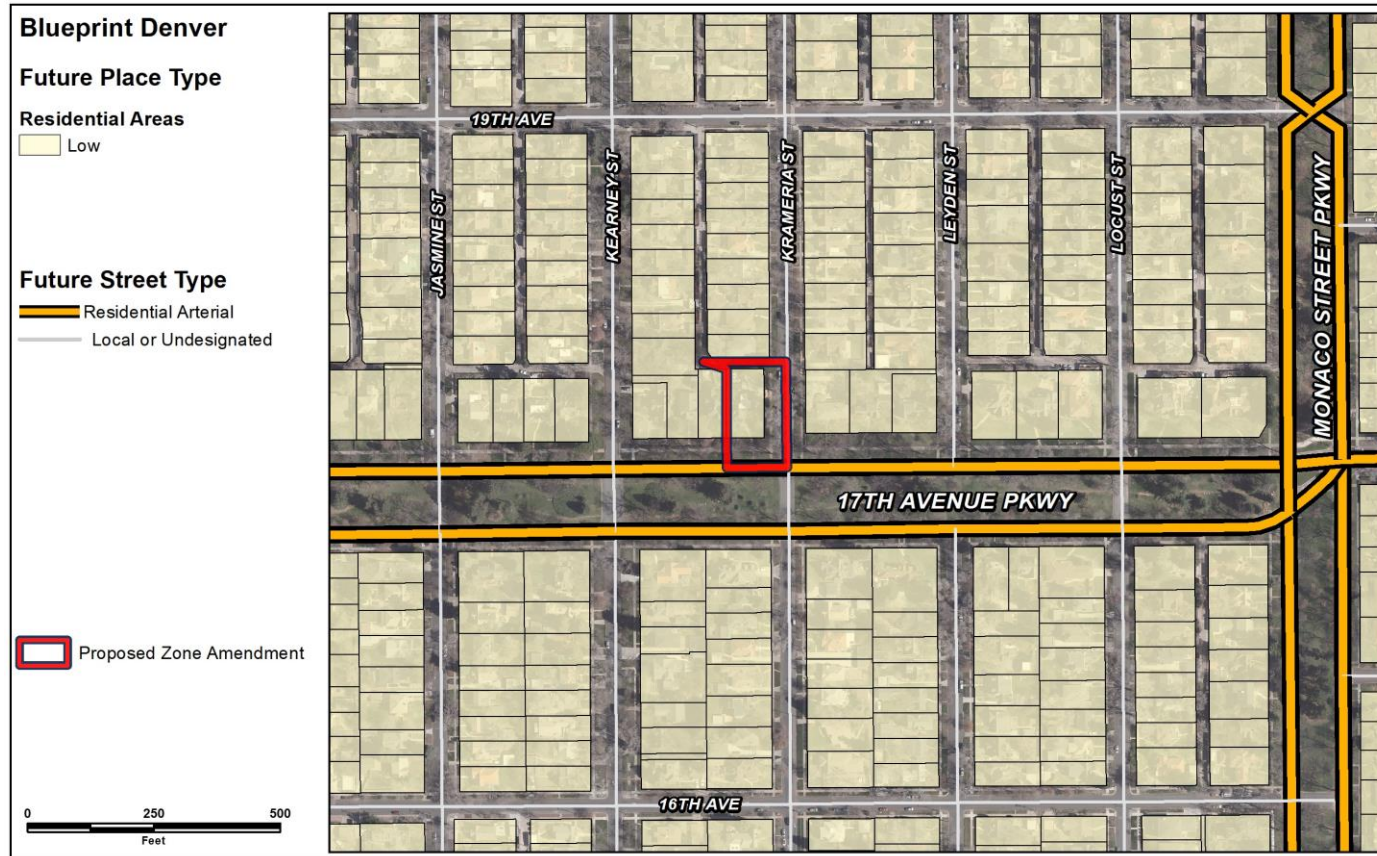 Blueprint Denver
Future Place Type
Residential Areas
Low
Future Street Type
Residential Arterial
Local or Undesignated
Proposed Zone Amendment
0 250 500
Feet
19TH AVE
JASMINE ST
KEARNEY ST
KRAMERIA ST
LEYDEN ST
LOCUST ST
MONACO STREET PKWY
17TH AVENUE PKWY
16TH AVE